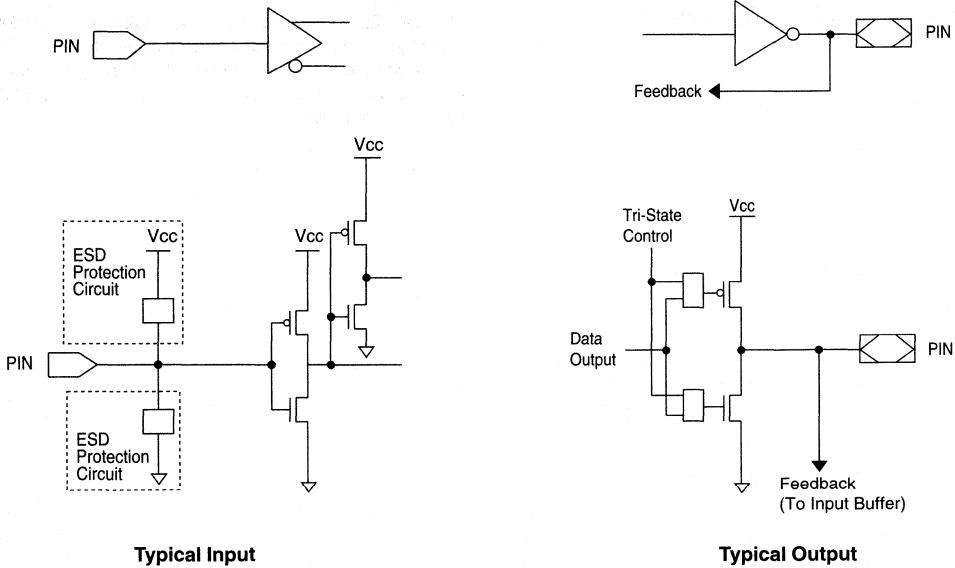 PIN
PIN
Feedback
Vcc
Vcc
ESD
Protection
Circuit
Vcc
PIN
ESD
Protection
Circuit
Typical Input
Tri-State
Control
Vcc
Data
Output
PIN
Feedback
(To Input Buffer)
Typical Output